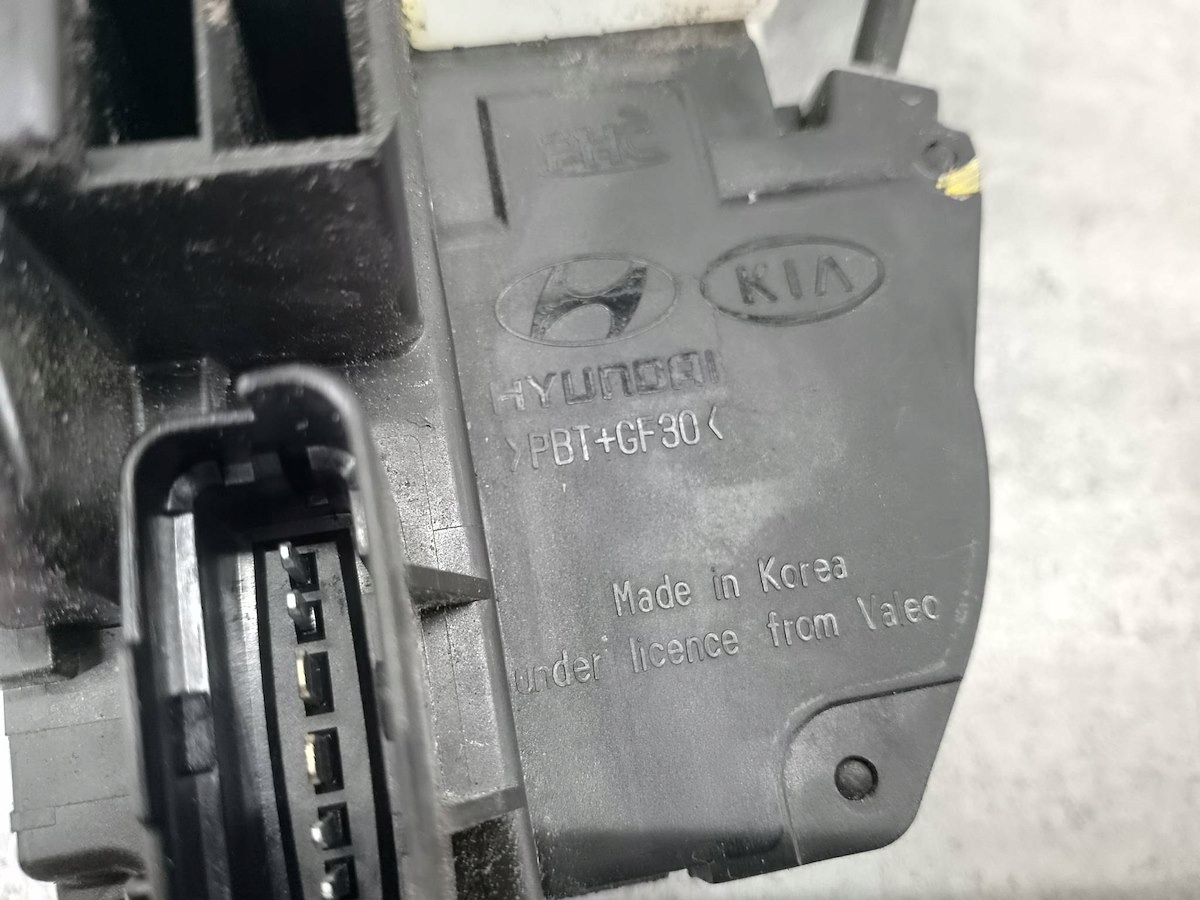 KIA
HYUNDAI
>PBT+GF30<
Made in Korea
under licence from Valeo